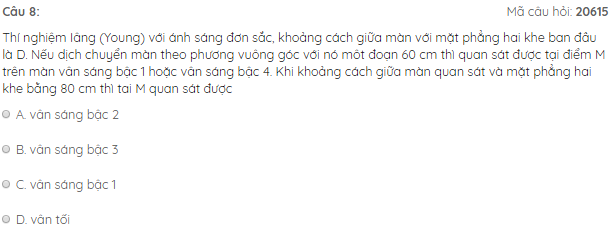 Câu 8:
Mã câu hỏi: 20615
Thí nghiệm Iâng (Young) với ánh sáng đơn sắc, khoảng cách giữa màn với mặt phẳng hai khe ban đâu
là D. Nếu dịch chuyển màn theo phương vuông góc với nó môt đoạn 60 cm thì quan sát được tại điểm M
trên màn vân sáng bậc 1 hoặc vân sáng bậc 4. Khi khoảng cách giữa màn quan sát và mặt phẳng hai
khe bằng 80 cm thì tai M quan sát được
A. vân sáng bậc 2
B. vân sáng bậc 3
C. vân sáng bậc 1
D. vân tối